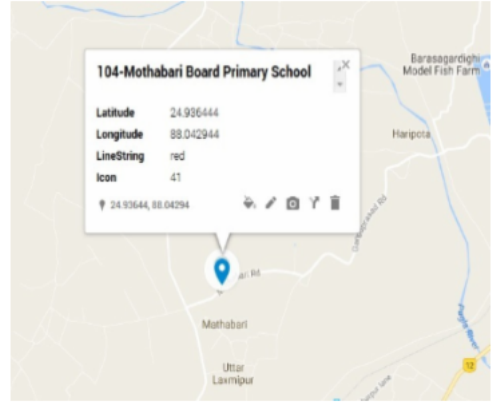 104-Mothabari Board Primary School
Latitude 24.936444
Longitude 88.042944
LineString red
Icon 41
24.93644, 88.04294
Barasagardighi
Model Fish Farm
Haripota
Mothabari
Uttar
Laxmipur
12